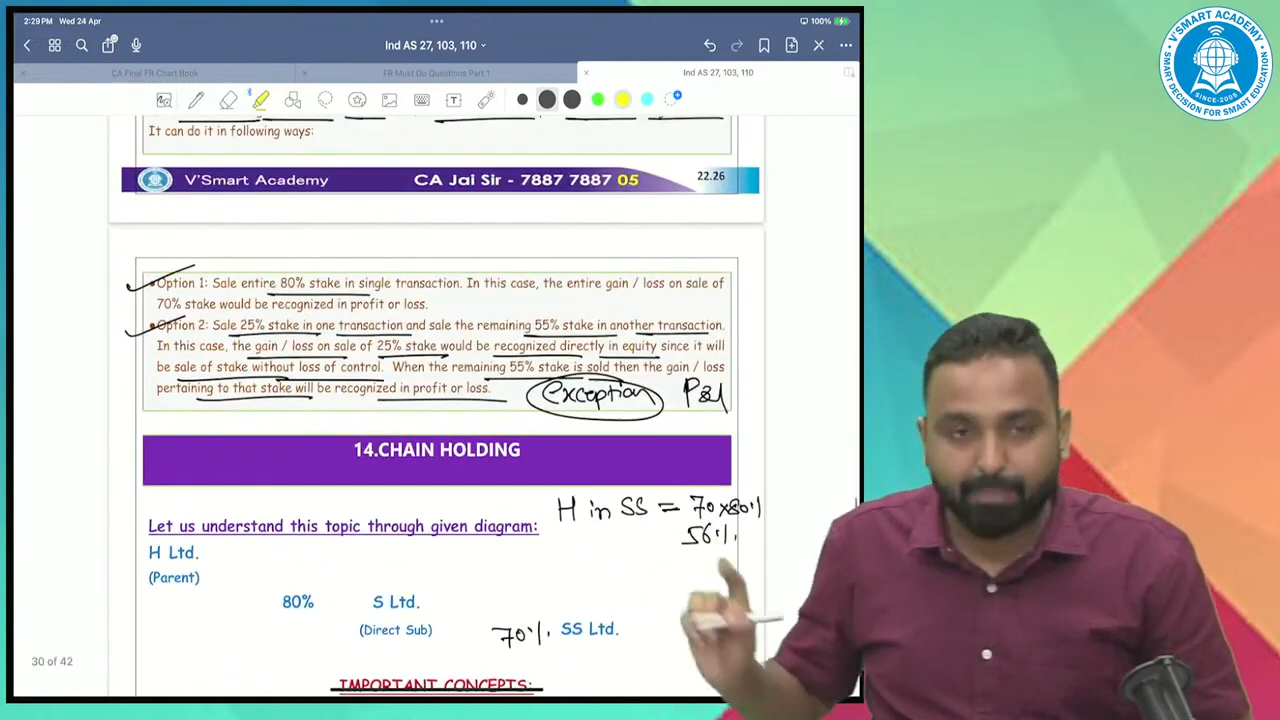 2:29 PM Wed 24 Apr
100%
Ind AS 27, 103, 110
CA Final FR Chart Book
FR Must Do Questions Part 1
Ind AS 27, 103, 110
It can do it in following ways:
V'Smart Academy CA Jai Sir - 7887 7887 05 22.26
•Option 1: Sale entire 80% stake in single transaction. In this case, the entire gain / loss on sale of
70% stake would be recognized in profit or loss.
•Option 2: Sale 25% stake in one transaction and sale the remaining 55% stake in another transaction.
In this case, the gain / loss on sale of 25% stake would be recognized directly in equity since it will
be sale of stake without loss of control. When the remaining 55% stake is sold then the gain / loss
pertaining to that stake will be recognized in profit or loss.
exception P&L
14.CHAIN HOLDING
H in SS = 70x80%
56%.
Let us understand this topic through given diagram:
H Ltd.
(Parent)
80% S Ltd.
(Direct Sub)
70%. SS Ltd.
30 of 42
IMPORTANT CONCEPTS:
V'SMART ACADEMY
SINCE-2005
SMART DECISION FOR SMART EDUCATION